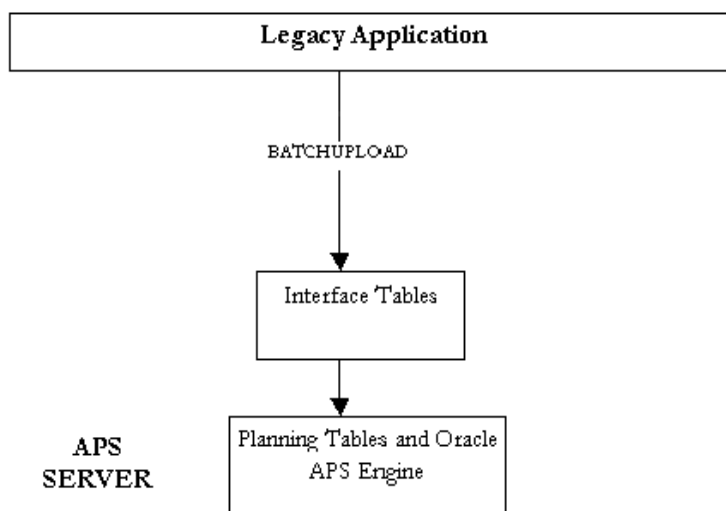 Legacy Application
BATCHUPLOAD
Interface Tables
Planning Tables and Oracle
APS Engine
APS
SERVER